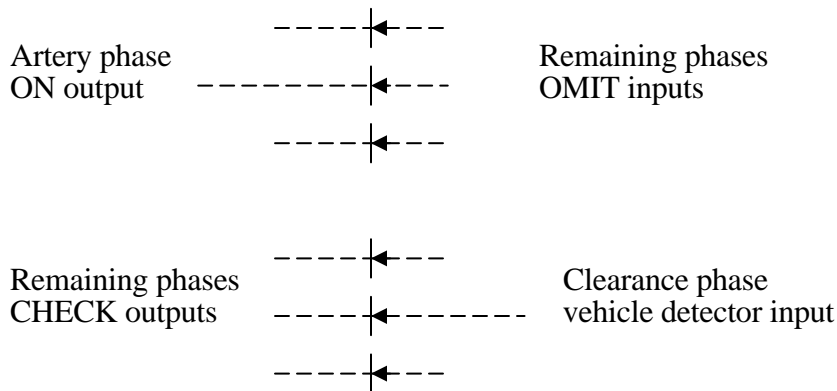 Artery phase
ON output
Remaining phases
OMIT inputs
Remaining phases
CHECK outputs
Clearance phase
vehicle detector input